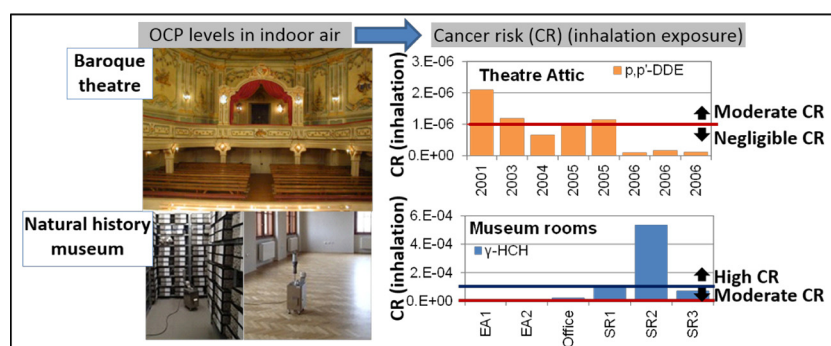 OCP levels in indoor air
Cancer risk (CR) (inhalation exposure)
Baroque
theatre
CR (inhalation)
3.E-06
2.E-06
1.E-06
0.E+00
Theatre Attic
p,p'-DDE
Moderate CR
Negligible CR
2001
2003
2004
2005
2005
2006
2006
2006
Natural history
museum
CR (inhalation)
6.E-04
4.E-04
2.E-04
0.E+00
Museum rooms
γ-HCH
High CR
Moderate CR
EA1
EA2
Office
SR1
SR2
SR3